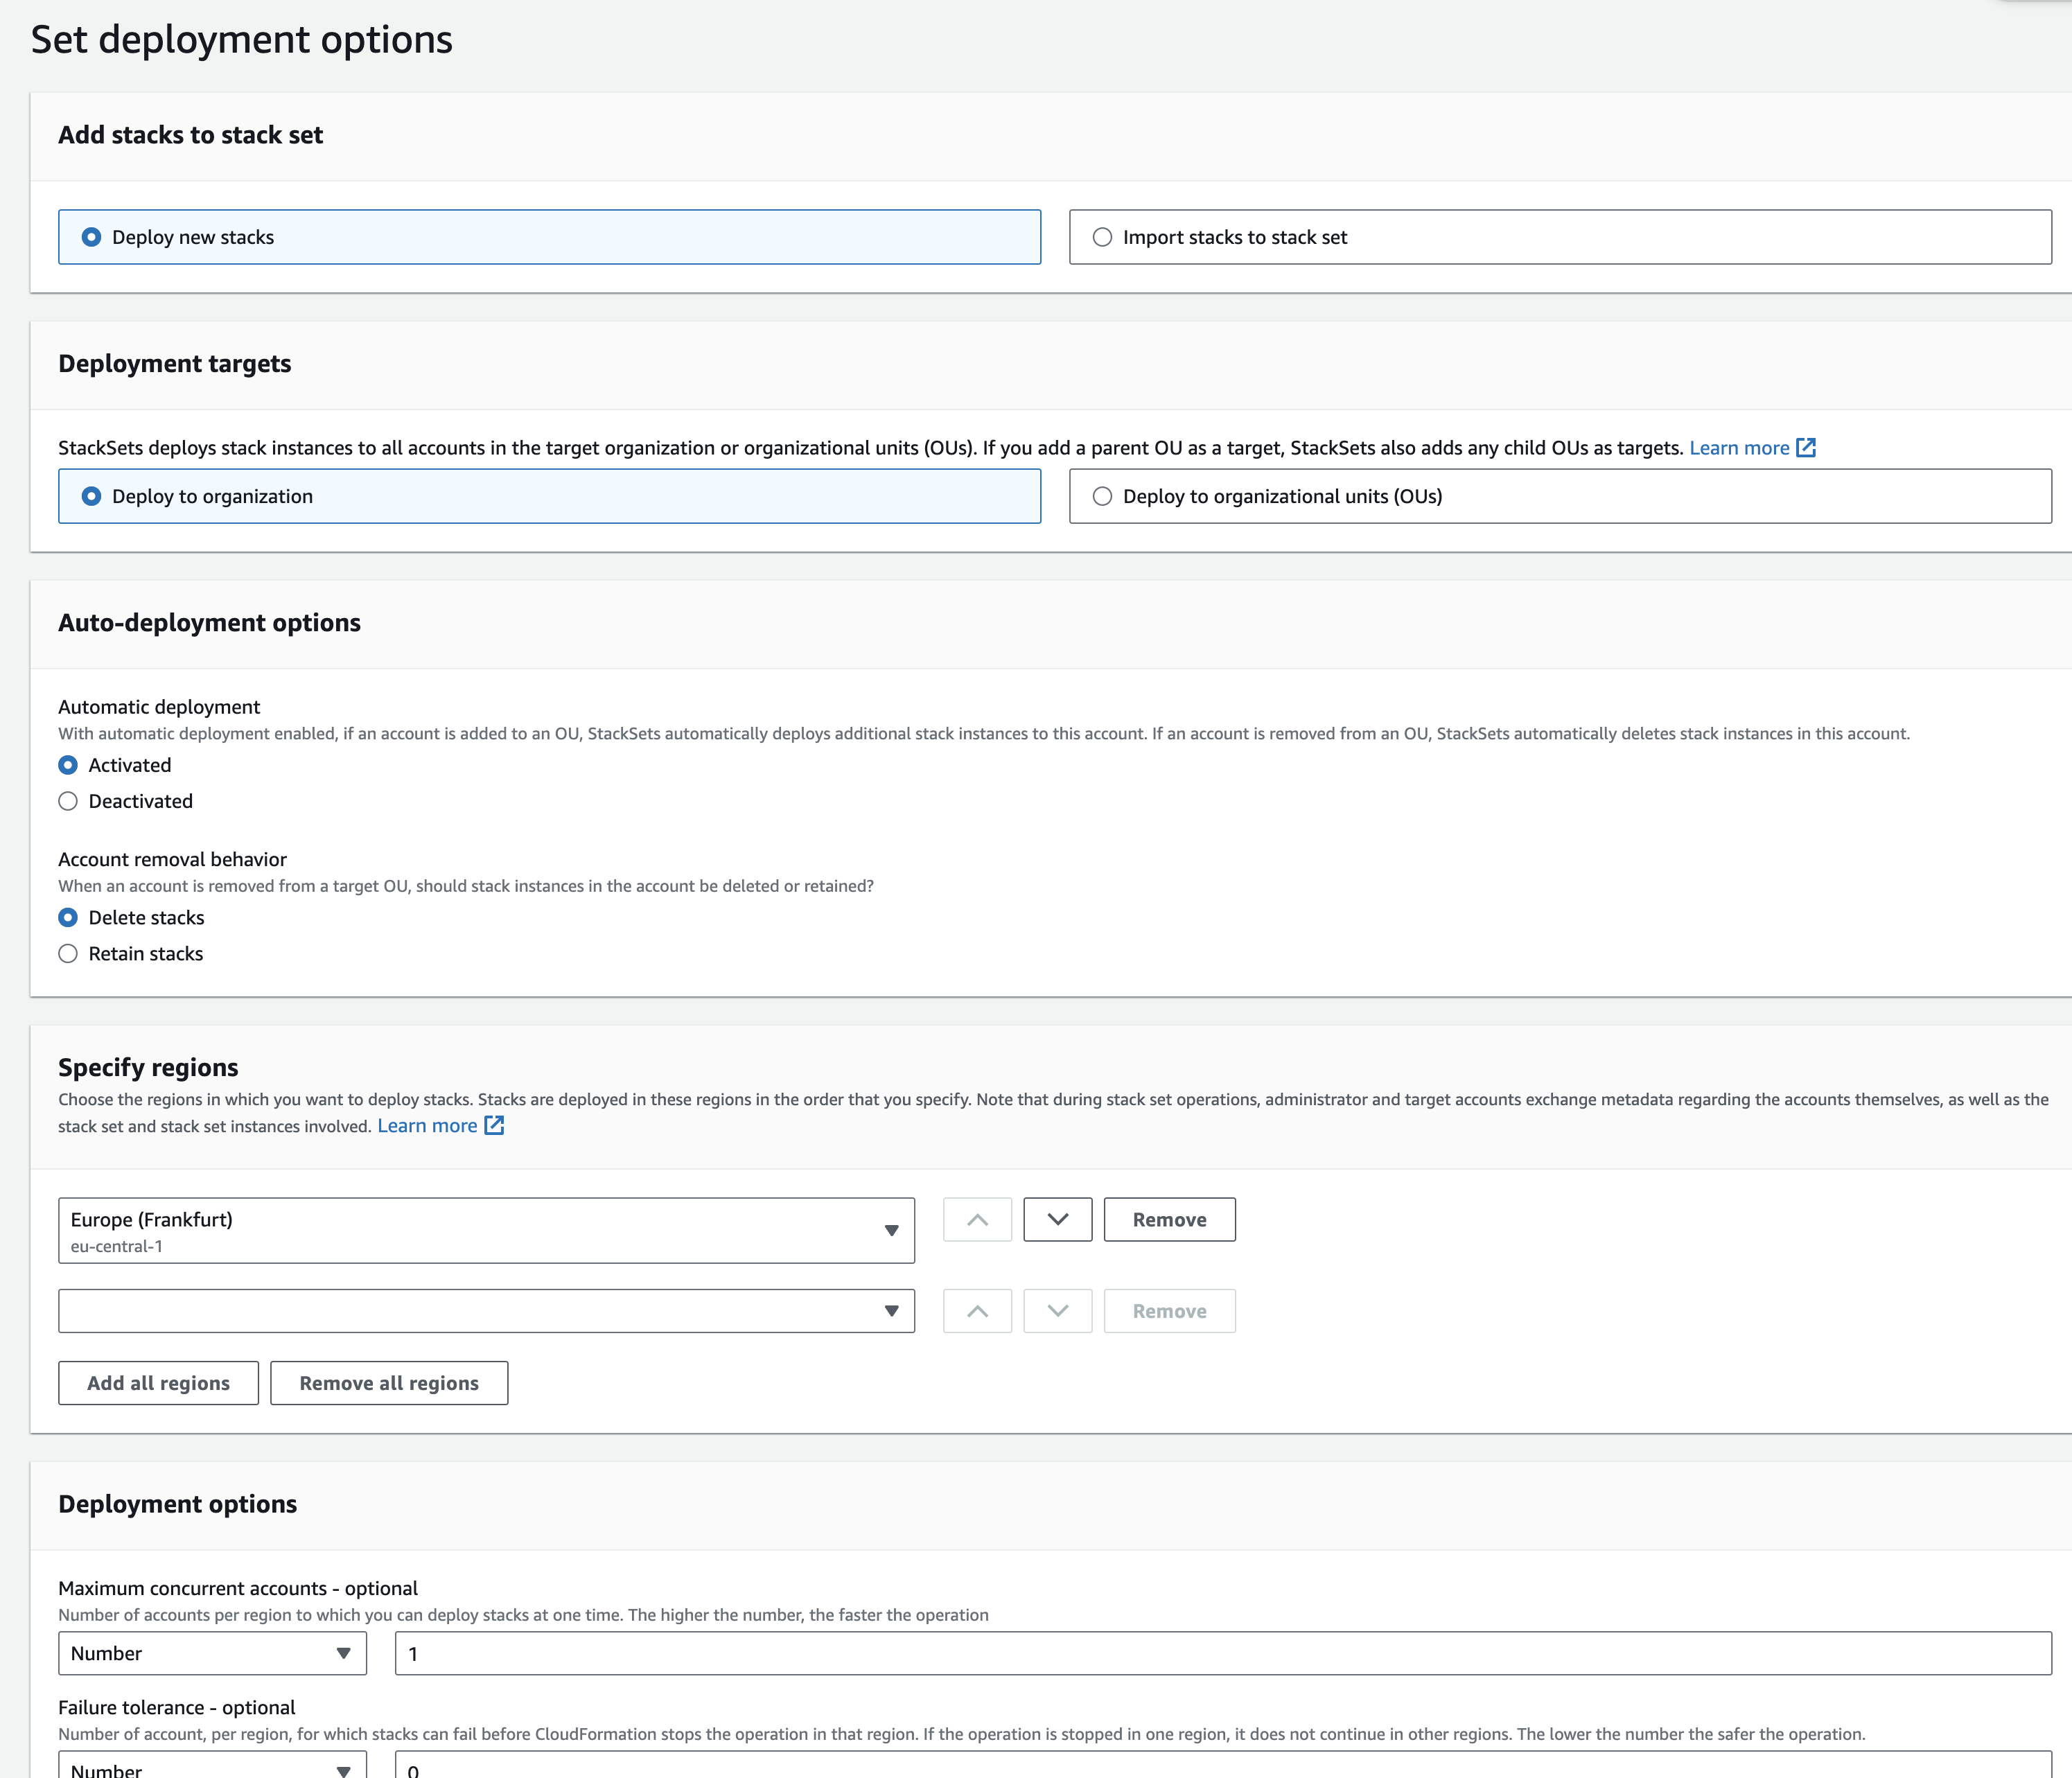 Set deployment options
Add stacks to stack set
Deploy new stacks
Import stacks to stack set
Deployment targets
StackSets deploys stack instances to all accounts in the target organization or organizational units (OUs). If you add a parent OU as a target, StackSets also adds any child OUs as targets. Learn more
Deploy to organization
Deploy to organizational units (OUs)
Auto-deployment options
Automatic deployment
With automatic deployment enabled, if an account is added to an OU, StackSets automatically deploys additional stack instances to this account. If an account is removed from an OU, StackSets automatically deletes stack instances in this account.
Activated
Deactivated
Account removal behavior
When an account is removed from a target OU, should stack instances in the account be deleted or retained?
Delete stacks
Retain stacks
Specify regions
Choose the regions in which you want to deploy stacks. Stacks are deployed in these regions in the order that you specify. Note that during stack set operations, administrator and target accounts exchange metadata regarding the accounts themselves, as well as the
stack set and stack set instances involved. Learn more
Europe (Frankfurt)
eu-central-1
Remove
Remove
Add all regions
Remove all regions
Deployment options
Maximum concurrent accounts - optional
Number of accounts per region to which you can deploy stacks at one time. The higher the number, the faster the operation
Number
1
Failure tolerance - optional
Number of account, per region, for which stacks can fail before CloudFormation stops the operation in that region. If the operation is stopped in one region, it does not continue in other regions. The lower the number the safer the operation.
Number
0